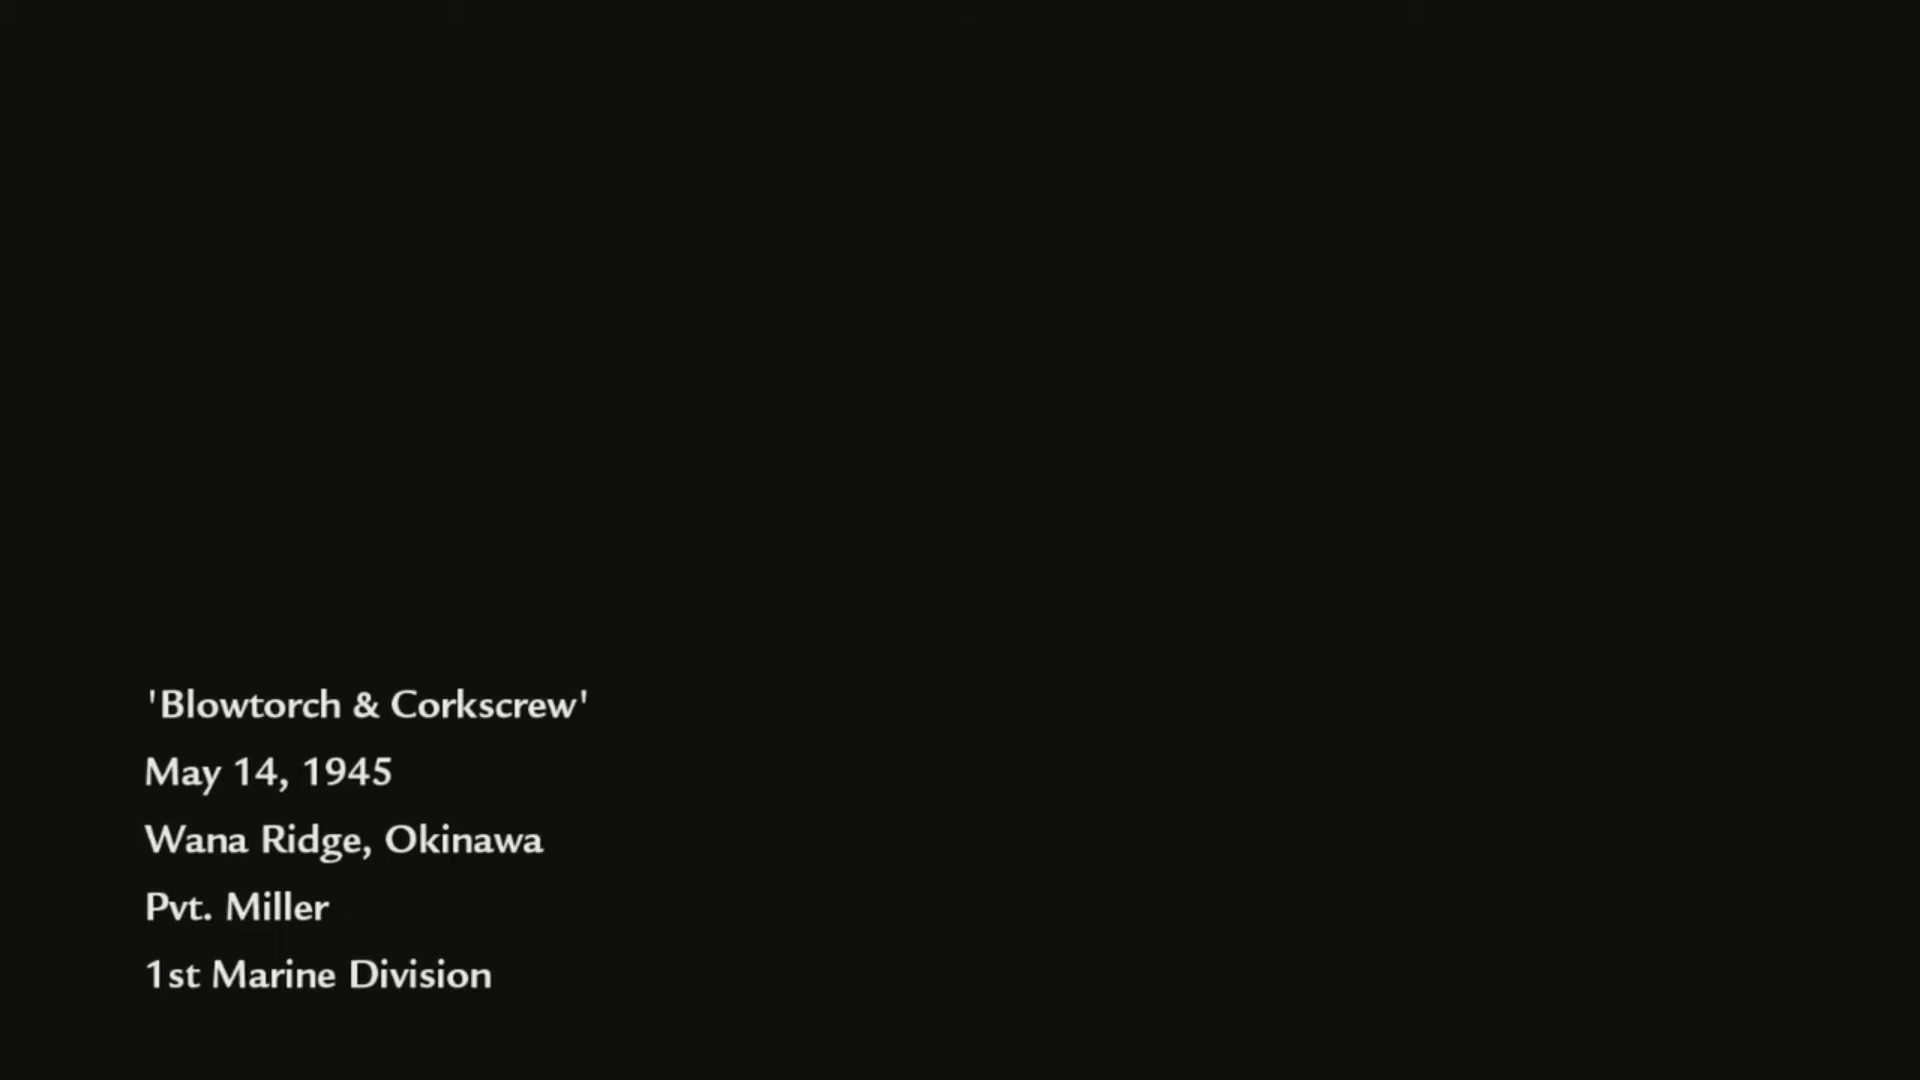 'Blowtorch & Corkscrew'
May 14, 1945
Wana Ridge, Okinawa
Pvt. Miller
1st Marine Division